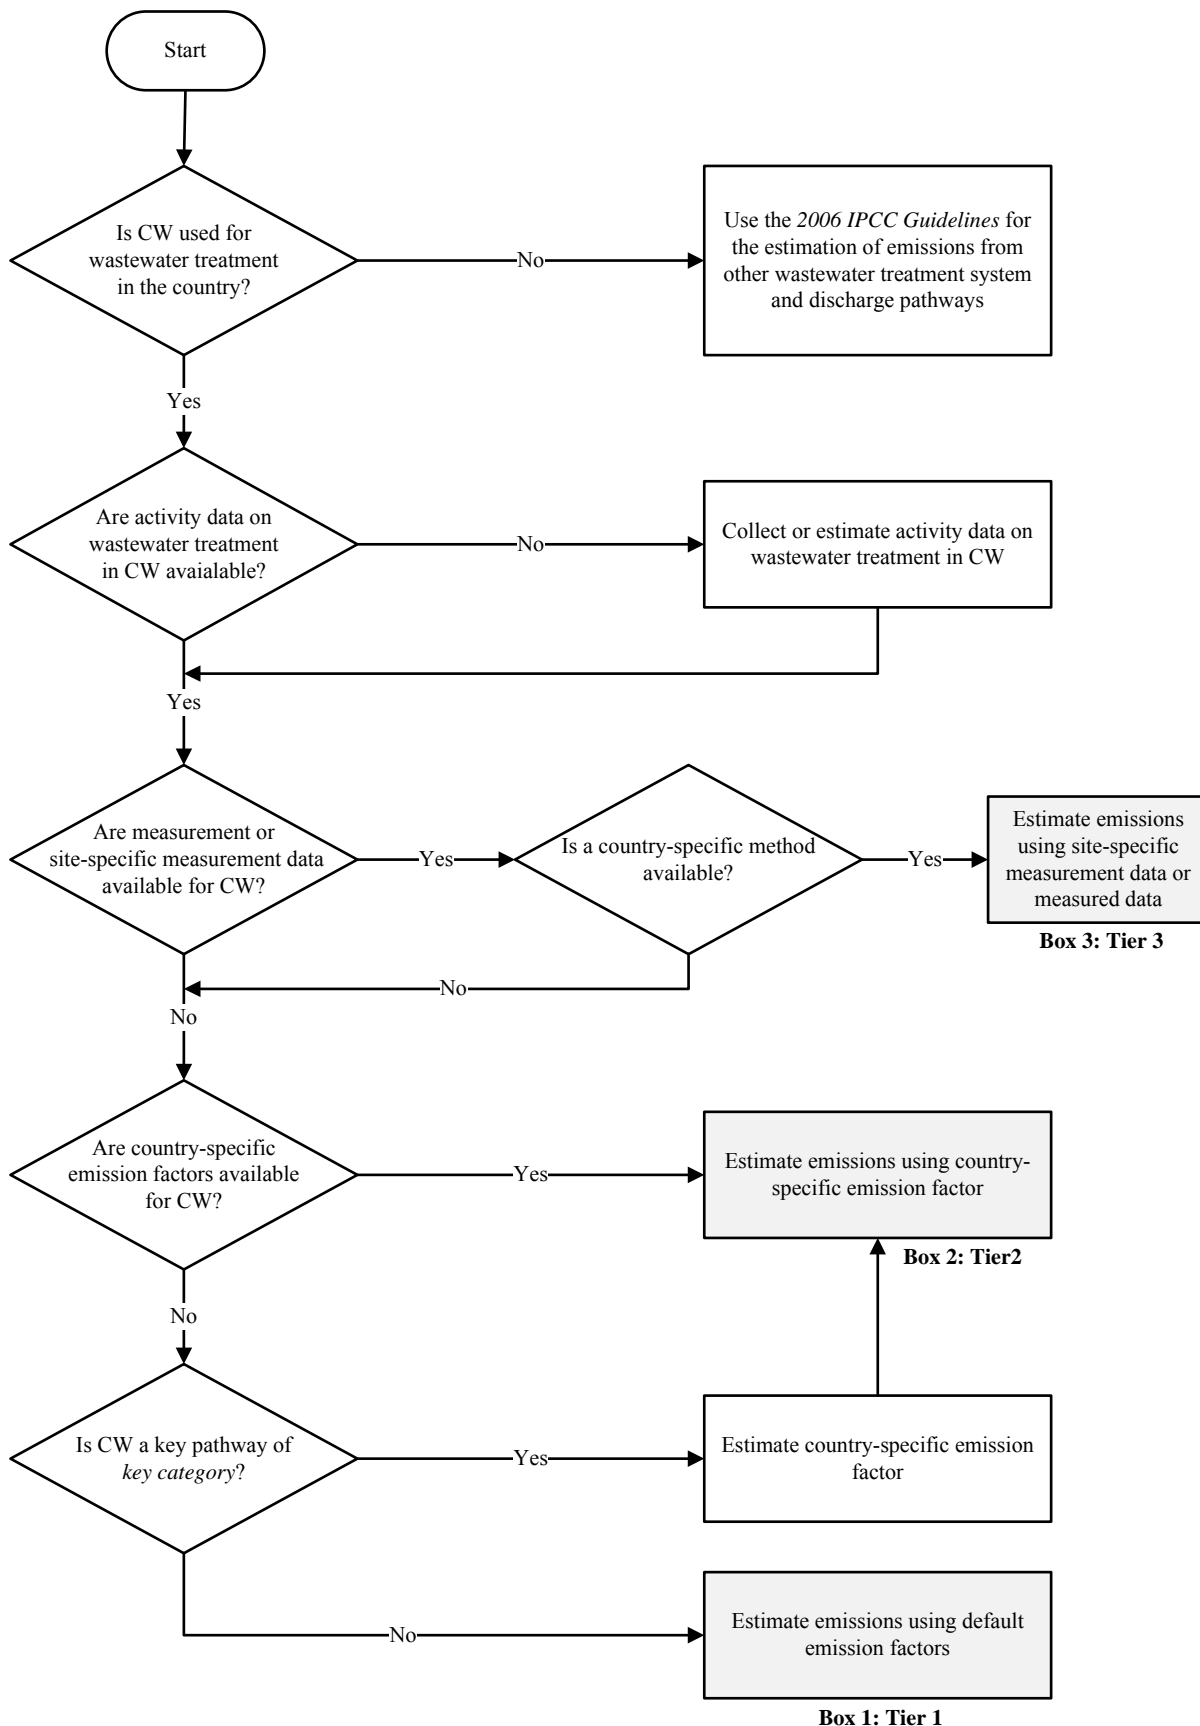 Start
Is CW used for
wastewater treatment
in the country?
No
Use the 2006 IPCC Guidelines for
the estimation of emissions from
other wastewater treatment system
and discharge pathways
Yes
Are activity data on
wastewater treatment
in CW avaialable?
No
Collect or estimate activity data on
wastewater treatment in CW
Yes
Are measurement or
site-specific measurement data
available for CW?
Yes
Is a country-specific method
available?
Yes
Estimate emissions
using site-specific
measurement data or
measured data
Box 3: Tier 3
No
No
Are country-specific
emission factors available
for CW?
Yes
Estimate emissions using country-
specific emission factor
Box 2: Tier2
No
Is CW a key pathway of
key category?
Yes
Estimate country-specific emission
factor
No
Estimate emissions using default
emission factors
Box 1: Tier 1